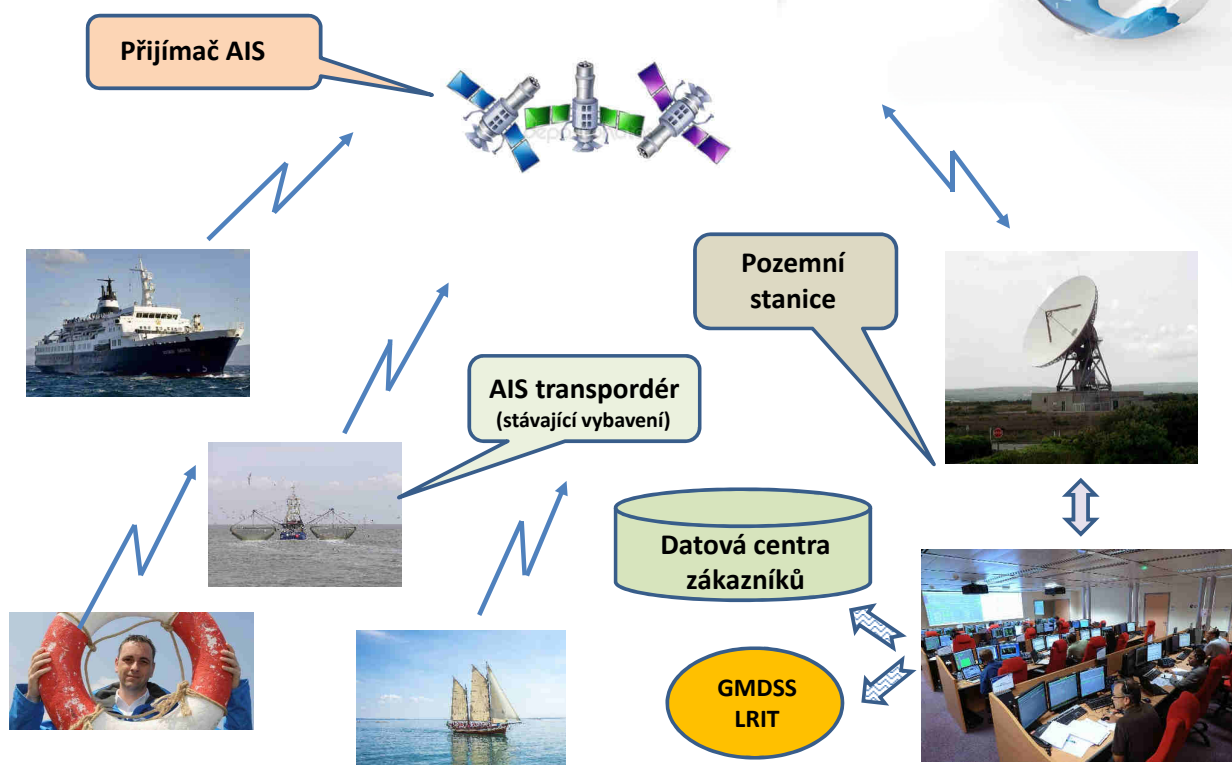 Přijímač AIS
Pozemní
stanice
AIS transpordér
(stávající vybavení)
Datová centra
zákazníků
GMDSS
LRIT